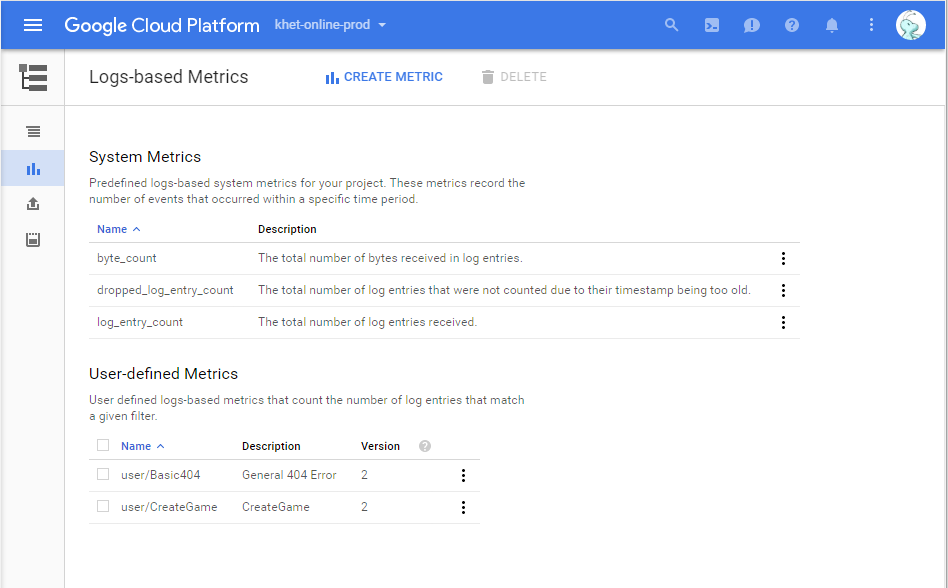 Google Cloud Platform khet-online-prod
Logs-based Metrics CREATE METRIC DELETE
System Metrics
Predefined logs-based system metrics for your project. These metrics record the
number of events that occurred within a specific time period.
Name Description
byte_count The total number of bytes received in log entries.
dropped_log_entry_count The total number of log entries that were not counted due to their timestamp being too old.
log_entry_count The total number of log entries received.
User-defined Metrics
User defined logs-based metrics that count the number of log entries that match
a given filter.
Name Description Version ?
user/Basic404 General 404 Error 2
user/CreateGame CreateGame 2